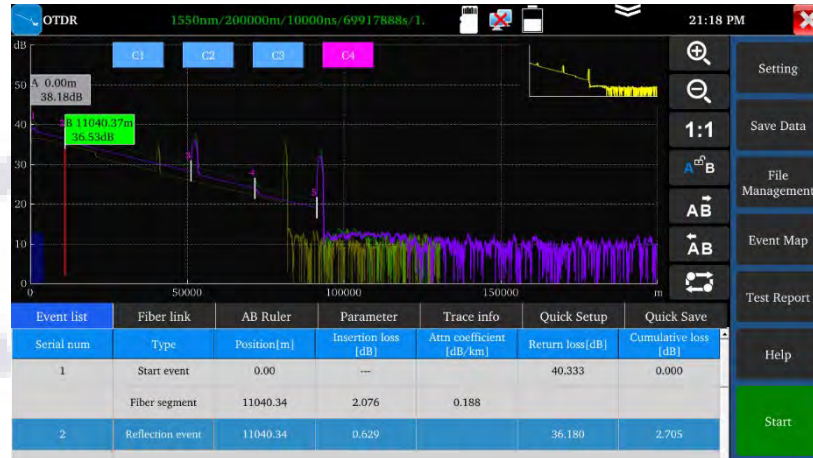 OTDR
1550nm/200000m/10000ns/69917888s/1.
21:18 PM
dB
C1 C2 C3 C4
50
A 0.00m
38.18dB
B 11040.37m
36.53dB
40
30
20
10
0
1
2
3
4
5
0 50000 100000 150000 m
1:1
A B
AB
AB
Setting
Save Data
File
Management
Event Map
Test Report
Help
Start
Event list Fiber link AB Ruler Parameter Trace info Quick Setup Quick Save
Serial num Type Position[m] Insertion loss [dB] Attn coefficient [dB/km] Return loss[dB] Cumulative loss [dB]
1 Start event 0.00 --- 40.333 0.000
Fiber segment 11040.34 2.076 0.188
2 Reflection event 11040.34 0.629 36.180 2.705